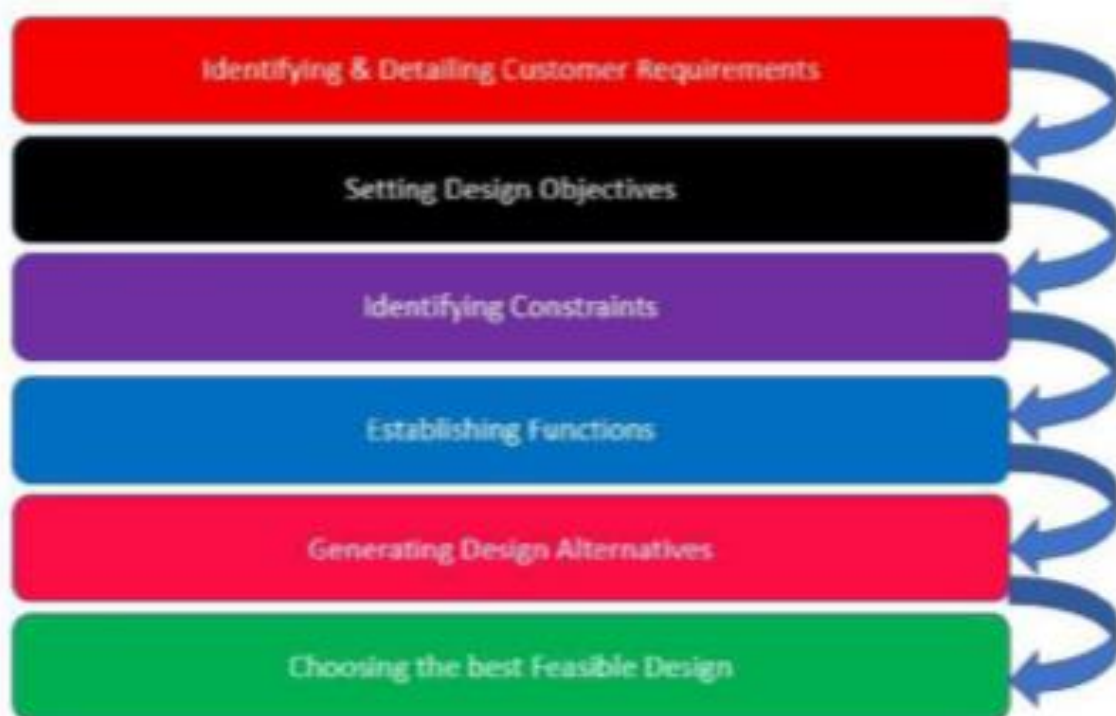 Identifying & Detailing Customer Requirements
Setting Design Objectives
Identifying Constraints
Establishing Functions
Generating Design Alternatives
Choosing the best Feasible Design